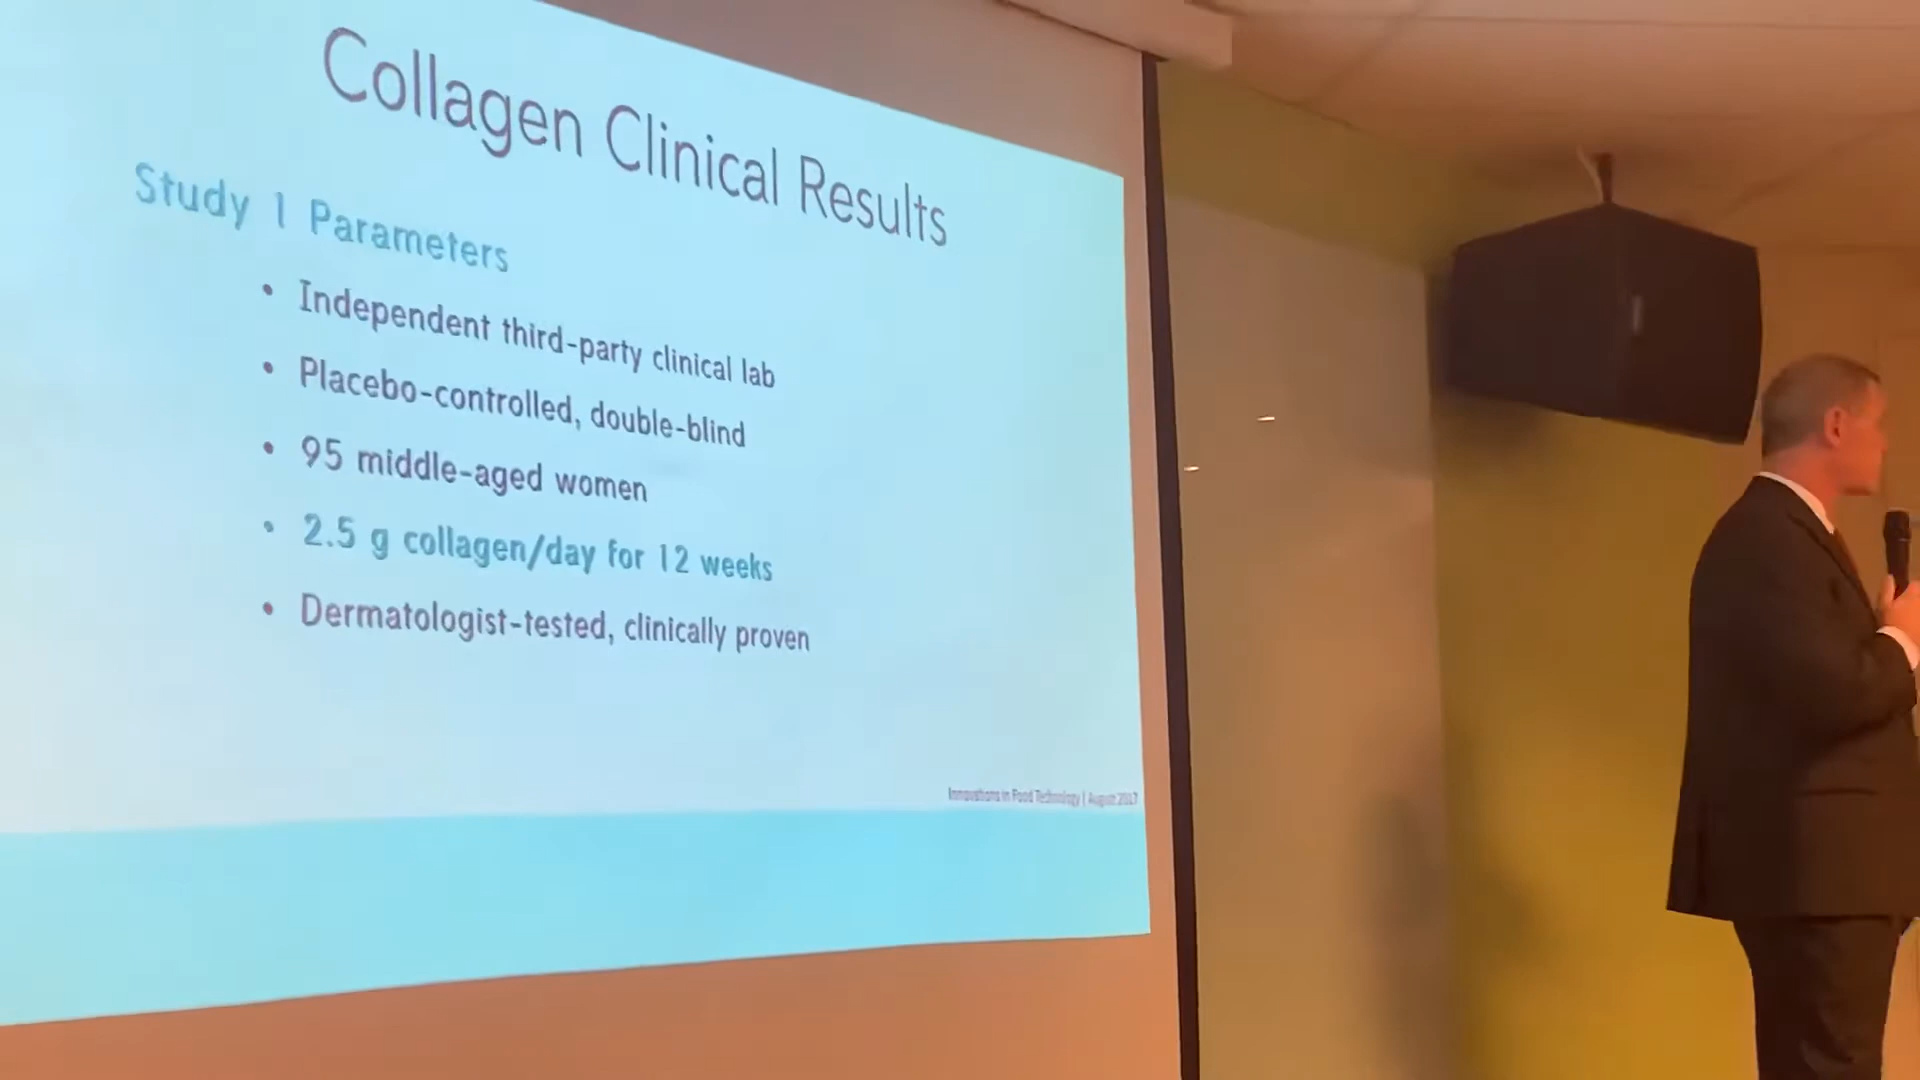 Collagen Clinical Results
Study 1 Parameters
• Independent third-party clinical lab
• Placebo-controlled, double-blind
• 95 middle-aged women
• 2.5 g collagen/day for 12 weeks
• Dermatologist-tested, clinically proven
Innovations in Food Technology | August 2017